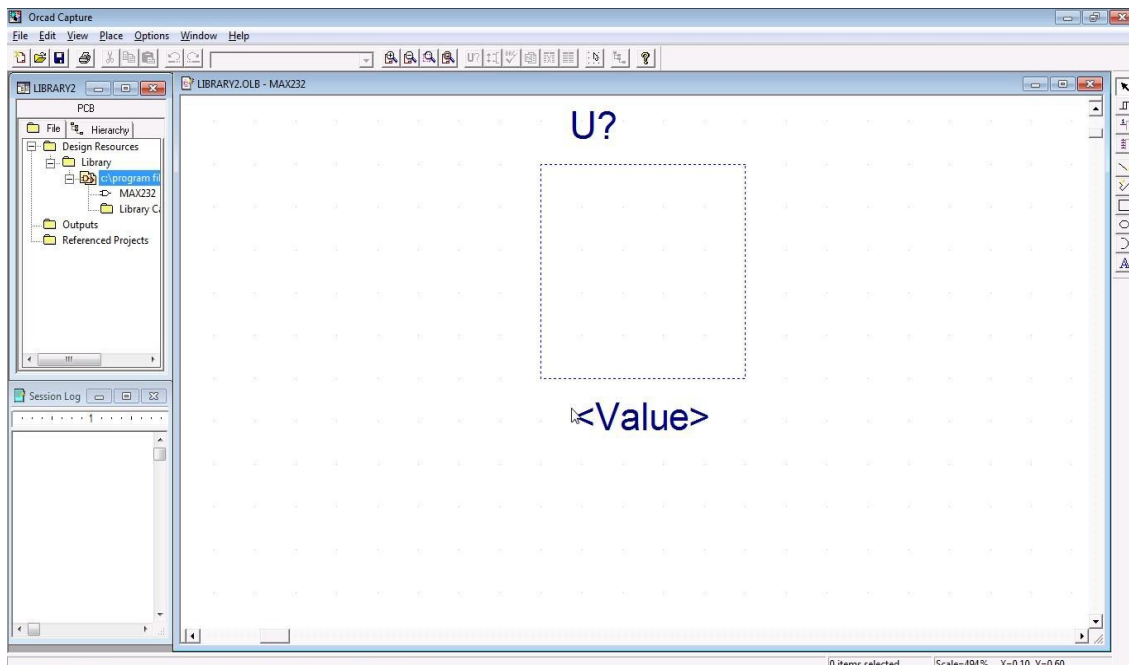 Orcad Capture
File Edit View Place Options Window Help
U?
LIBRARY2
PCB
File Hierarchy
Design Resources
Library
c:\program fil
MAX232
Library Ca
Outputs
Referenced Projects
Session Log
1
LIBRARY2.OLB - MAX232
U?
<Value>
0 items selected Scale=494% X=0.10 Y=0.60